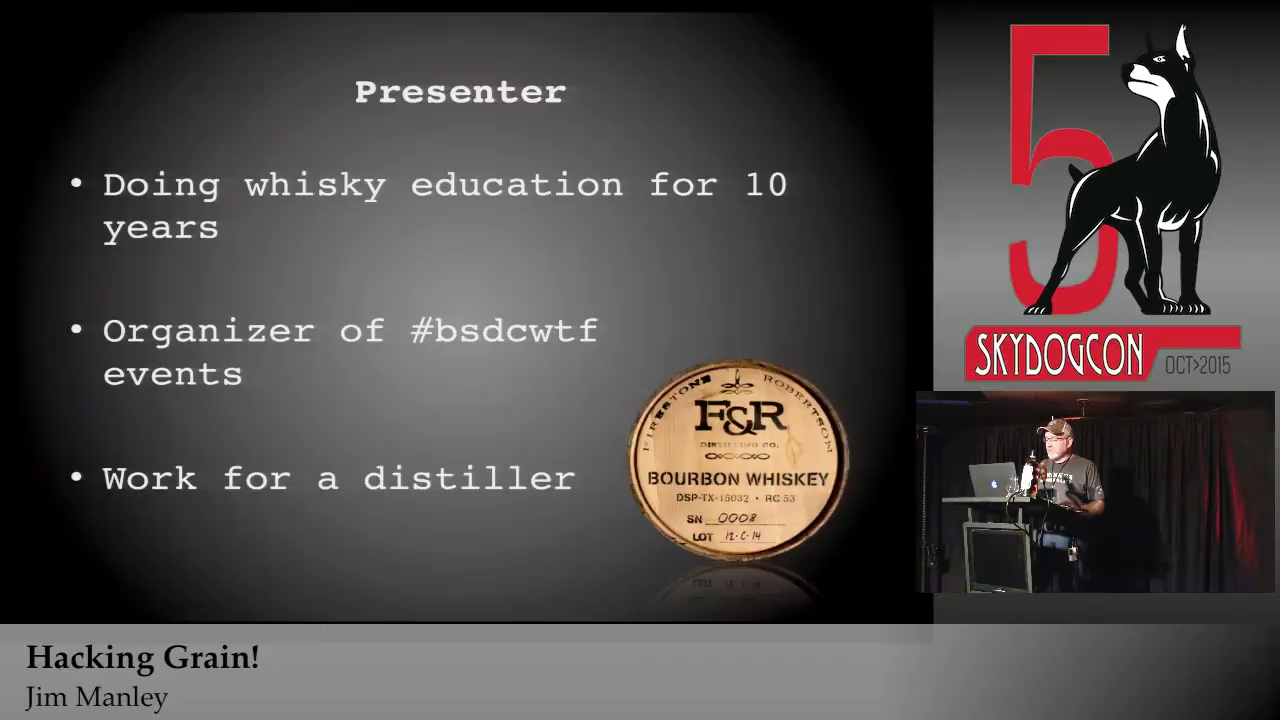 Presenter
• Doing whisky education for 10
years
• Organizer of #bsdcwtf
events
• Work for a distiller
FIRESTONE ROBERTSON
F&R
DISTILLING CO.
BOURBON WHISKEY
DSP-TX-15032 • RC 53
SN 0008
LOT 12-C-14
5
SKYDOGCON
OCT>2015
Hacking Grain!
Jim Manley